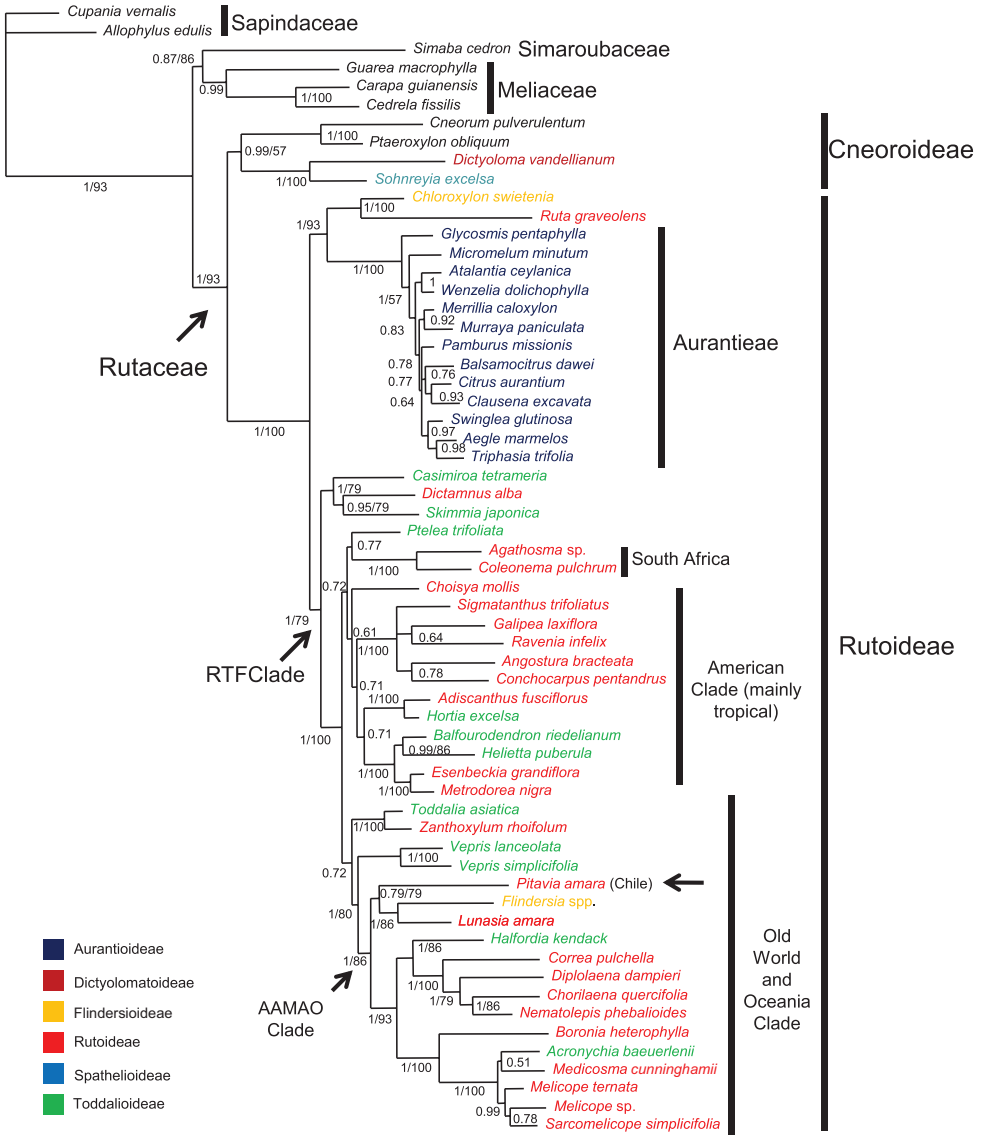 Cupania vernalis
Allophylus edulis
Sapindaceae
0.87/86
Simaba cedron
Simaroubaceae
Guarea macrophylla
0.99
Carapa guianensis
1/100
Cedrela fissilis
Meliaceae
1/93
Cneorum pulverulentum
1/100
Ptaeroxylon obliquum
0.99/57
Dictyoloma vandellianum
1/100
Sohnreyia excelsa
Cneoroideae
Chloroxylon swietenia
1/100
Ruta graveolens
1/93
Glycosmis pentaphylla
1/100
Micromelum minutum
Atalantia ceylanica
1
Wenzelia dolichophylla
1/57
Merrillia caloxylon
0.92
Murraya paniculata
0.83
Pamburus missionis
0.78
Balsamocitrus dawei
0.76
0.77
Citrus aurantium
0.93
Clausena excavata
0.64
Swinglea glutinosa
0.97
Aegle marmelos
0.98
Triphasia trifolia
Aurantieae
1/93
Rutaceae
1/100
Casimiroa tetrameria
1/79
Dictamnus alba
0.95/79
Skimmia japonica
Ptelea trifoliata
0.77
Agathosma sp.
1/100
Coleonema pulchrum
South Africa
0.72
Choisya mollis
Sigmatanthus trifoliatus
0.61
Galipea laxiflora
0.64
Ravenia infelix
1/100
Angostura bracteata
0.78
Conchocarpus pentandrus
0.71
1/100
Adiscanthus fusciflorus
Hortia excelsa
0.71
Balfourodendron riedelianum
0.99/86
Helietta puberula
1/100
Esenbeckia grandiflora
1/100
Metrodorea nigra
American
Clade (mainly
tropical)
Rutoideae
1/79
RTFClade
1/100
Toddalia asiatica
1/100
Zanthoxylum rhoifolum
Vepris lanceolata
1/100
Vepris simplicifolia
0.72
Pitavia amara (Chile)
0.79/79
Flindersia spp.
1/80
1/86
Lunasia amara
Halfordia kendack
1/86
Correa pulchella
1/86
1/100
Diplolaena dampieri
1/79
Chorilaena quercifolia
1/86
Nematolepis phebalioides
1/93
Boronia heterophylla
1/100
Acronychia baeuerlenii
0.51
Medicosma cunninghamii
1/100
Melicope ternata
0.99
Melicope sp.
0.78
Sarcomelicope simplicifolia
Old
World
and
Oceania
Clade
AAMAO
Clade
Aurantioideae
Dictyolomatoideae
Flindersioideae
Rutoideae
Spathelioideae
Toddalioideae